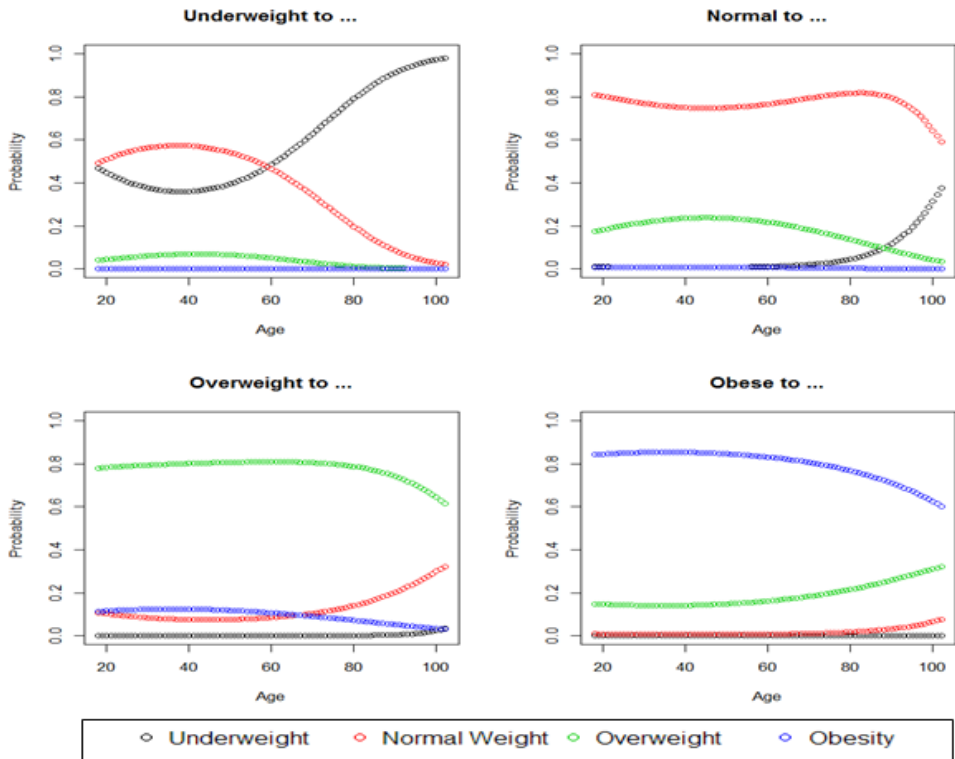 Underweight to ...
Probability
0.0 0.2 0.4 0.6 0.8 1.0
20 40 60 80 100
Age
Normal to ...
Probability
0.0 0.2 0.4 0.6 0.8 1.0
20 40 60 80 100
Age
Overweight to ...
Probability
0.0 0.2 0.4 0.6 0.8 1.0
20 40 60 80 100
Age
Obese to ...
Probability
0.0 0.2 0.4 0.6 0.8 1.0
20 40 60 80 100
Age
Underweight Normal Weight Overweight Obesity